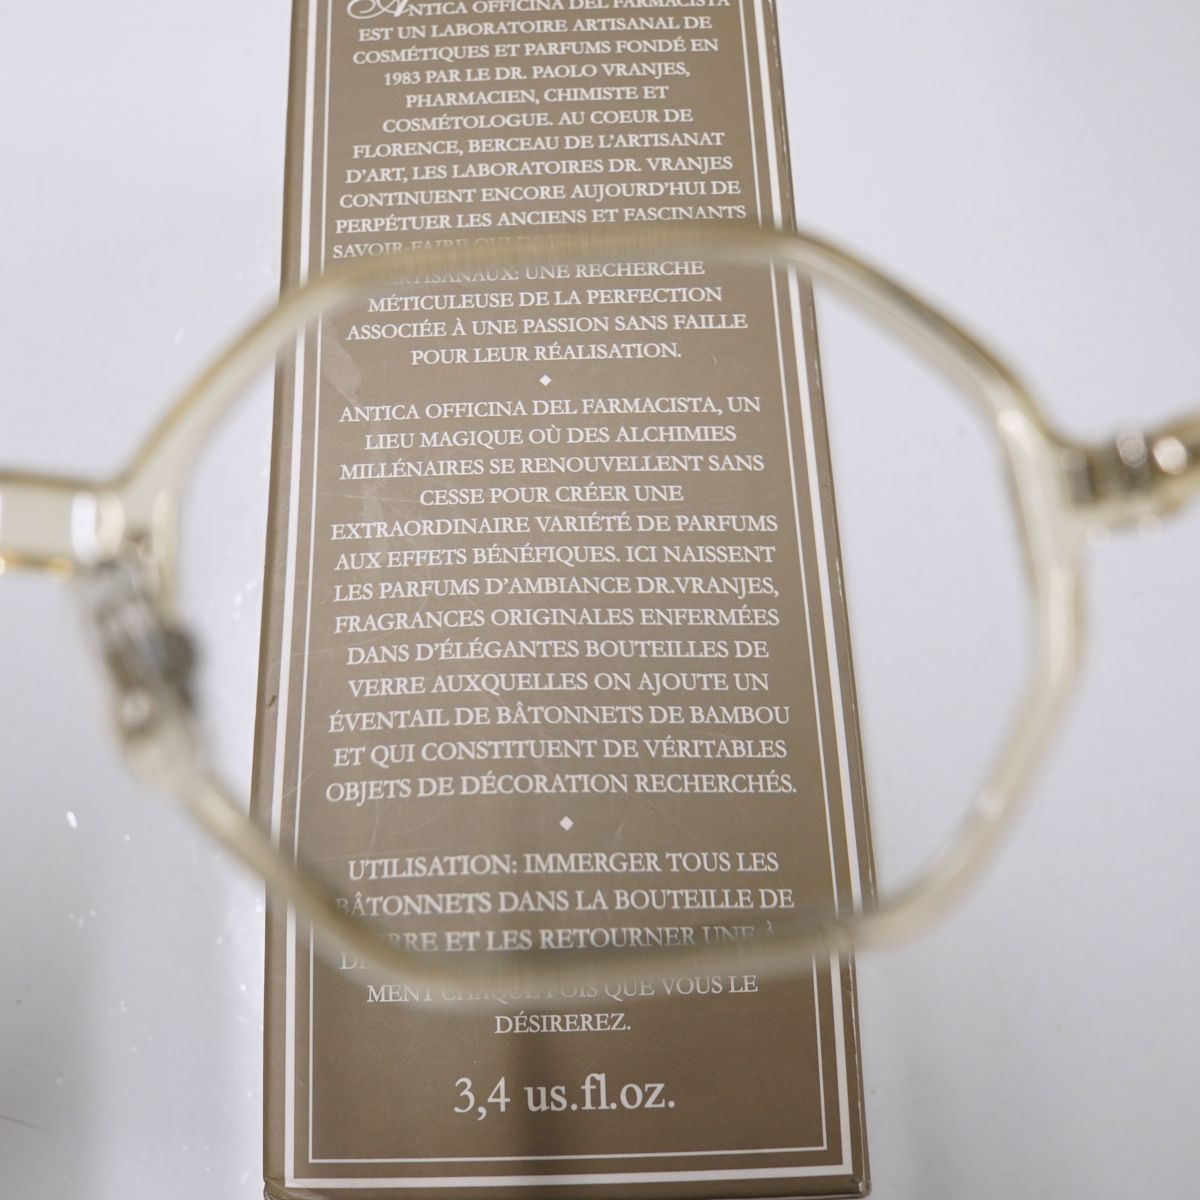 ANTICA OFFICINA DEL FARMACISTA
EST UN LABORATOIRE ARTISANAL DE
COSMÉTIQUES ET PARFUMS FONDÉ EN
1983 PAR LE DR. PAOLO VRANJES,
PHARMACIEN, CHIMISTE ET
COSMÉTOLOGUE. AU COEUR DE
FLORENCE, BERCEAU DE L'ARTISANAT
D'ART, LES LABORATOIRES DR. VRANJES
CONTINUENT ENCORE AUJOURD'HUI DE
PERPÉTUER LES ANCIENS ET FASCINANTS
SAVOIR-FAIRE QUI
ARTISANAUX: UNE RECHERCHE
MÉTICULEUSE DE LA PERFECTION
ASSOCIÉE À UNE PASSION SANS FAILLE
POUR LEUR RÉALISATION.
ANTICA OFFICINA DEL FARMACISTA, UN
LIEU MAGIQUE OÙ DES ALCHIMIES
MILLÉNAIRES SE RENOUVELLENT SANS
CESSE POUR CRÉER UNE
EXTRAORDINAIRE VARIÉTÉ DE PARFUMS
AUX EFFETS BÉNÉFIQUES. ICI NAISSENT
LES PARFUMS D'AMBIANCE DR.VRANJES,
FRAGRANCES ORIGINALES ENFERMÉES
DANS D'ÉLÉGANTES BOUTEILLES DE
VERRE AUXQUELLES ON AJOUTE UN
ÉVENTAIL DE BÂTONNETS DE BAMBOU
ET QUI CONSTITUENT DE VÉRITABLES
OBJETS DE DÉCORATION RECHERCHÉS.
UTILISATION: IMMERGER TOUS LES
BÂTONNETS DANS LA BOUTEILLE DE
VERRE ET LES RETOURNER UNE À
MENT CHAQUE FOIS QUE VOUS LE
DÉSIREREZ.
3,4 us.fl.oz.